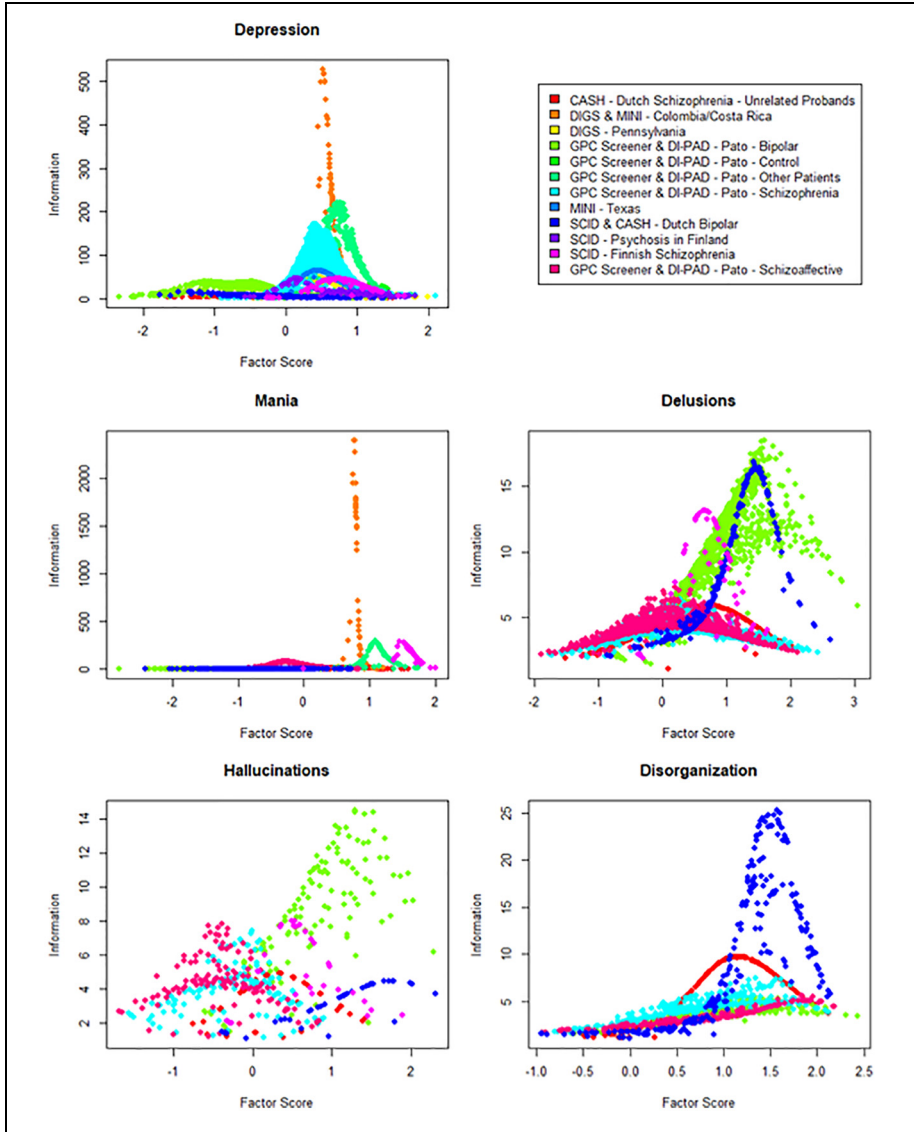 Depression
Information
500
400
300
200
100
0
-2 -1 0 1 2
Factor Score
CASH - Dutch Schizophrenia - Unrelated Probands
DIGS & MINI - Colombia/Costa Rica
DIGS - Pennsylvania
GPC Screener & DI-PAD - Pato - Bipolar
GPC Screener & DI-PAD - Pato - Control
GPC Screener & DI-PAD - Pato - Other Patients
GPC Screener & DI-PAD - Pato - Schizophrenia
MINI - Texas
SCID & CASH - Dutch Bipolar
SCID - Psychosis in Finland
SCID - Finnish Schizophrenia
GPC Screener & DI-PAD - Pato - Schizoaffective
Mania
Information
2000
1500
1000
500
0
-2 -1 0 1 2
Factor Score
Delusions
Information
15
10
5
-2 -1 0 1 2 3
Factor Score
Hallucinations
Information
14
12
10
8
6
4
2
-1 0 1 2
Factor Score
Disorganization
Information
25
20
15
10
5
-1.0 -0.5 0.0 0.5 1.0 1.5 2.0 2.5
Factor Score